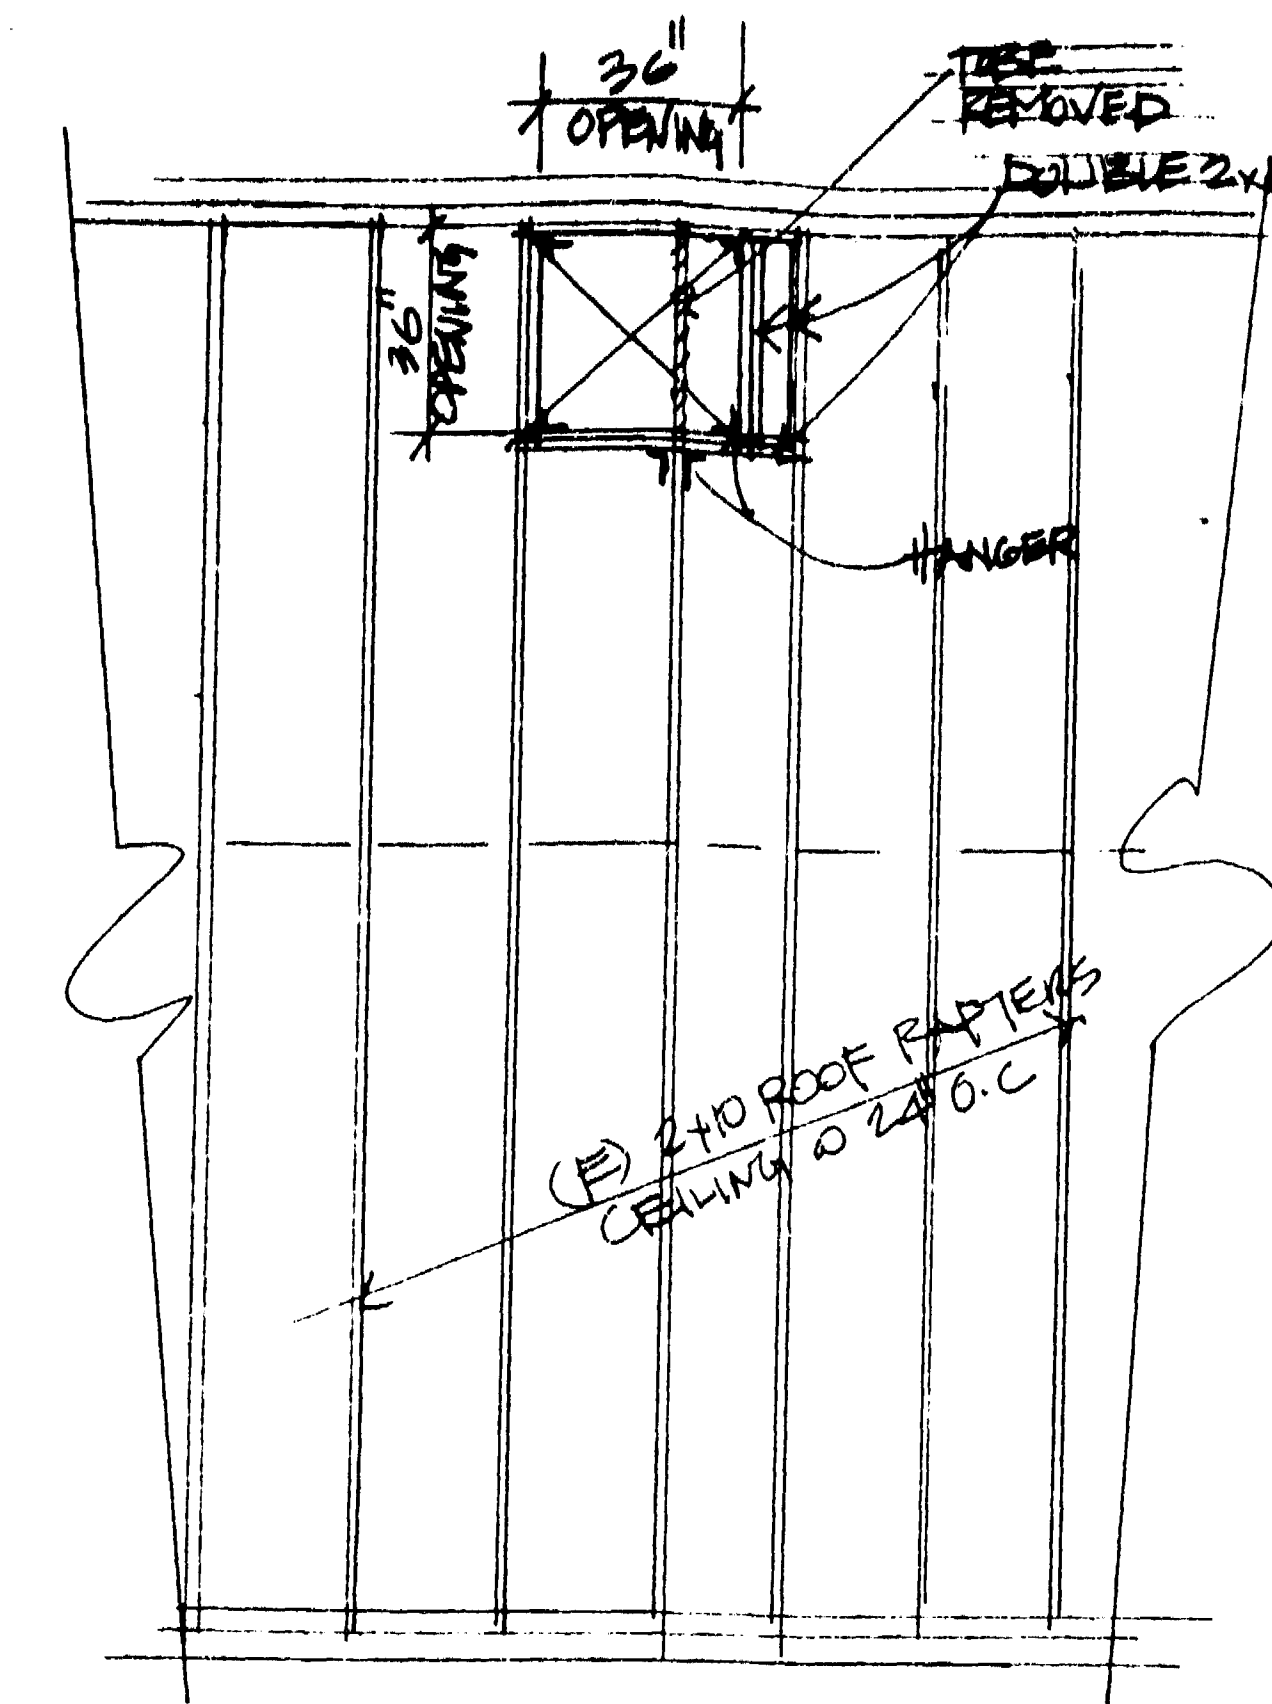 36"
OPENING
TO BE
REMOVED
DOUBLE 2x
36"
OPENING
HANGER
(E) 2x10 ROOF RAFTERS
CEILING @ 24" O.C